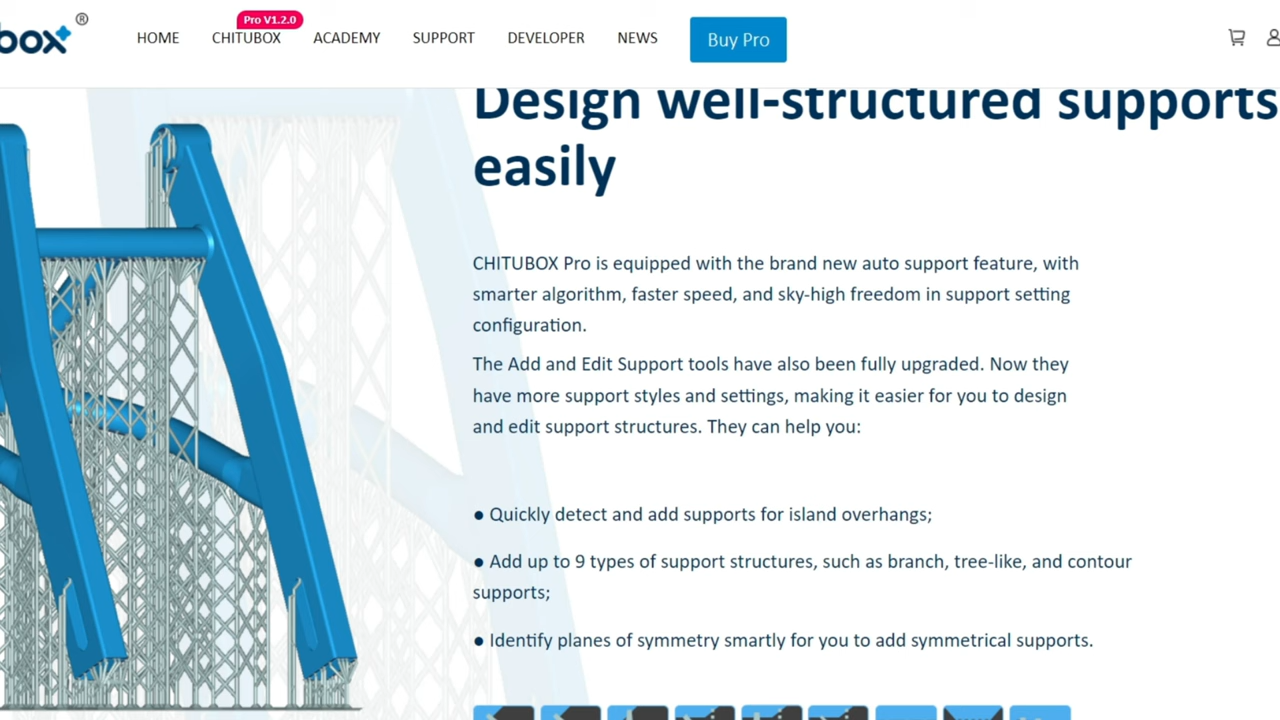 box ®
Pro V1.2.0
HOME CHITUBOX ACADEMY SUPPORT DEVELOPER NEWS Buy Pro
Design well-structured supports
easily
CHITUBOX Pro is equipped with the brand new auto support feature, with
smarter algorithm, faster speed, and sky-high freedom in support setting
configuration.
The Add and Edit Support tools have also been fully upgraded. Now they
have more support styles and settings, making it easier for you to design
and edit support structures. They can help you:
● Quickly detect and add supports for island overhangs;
● Add up to 9 types of support structures, such as branch, tree-like, and contour
supports;
● Identify planes of symmetry smartly for you to add symmetrical supports.